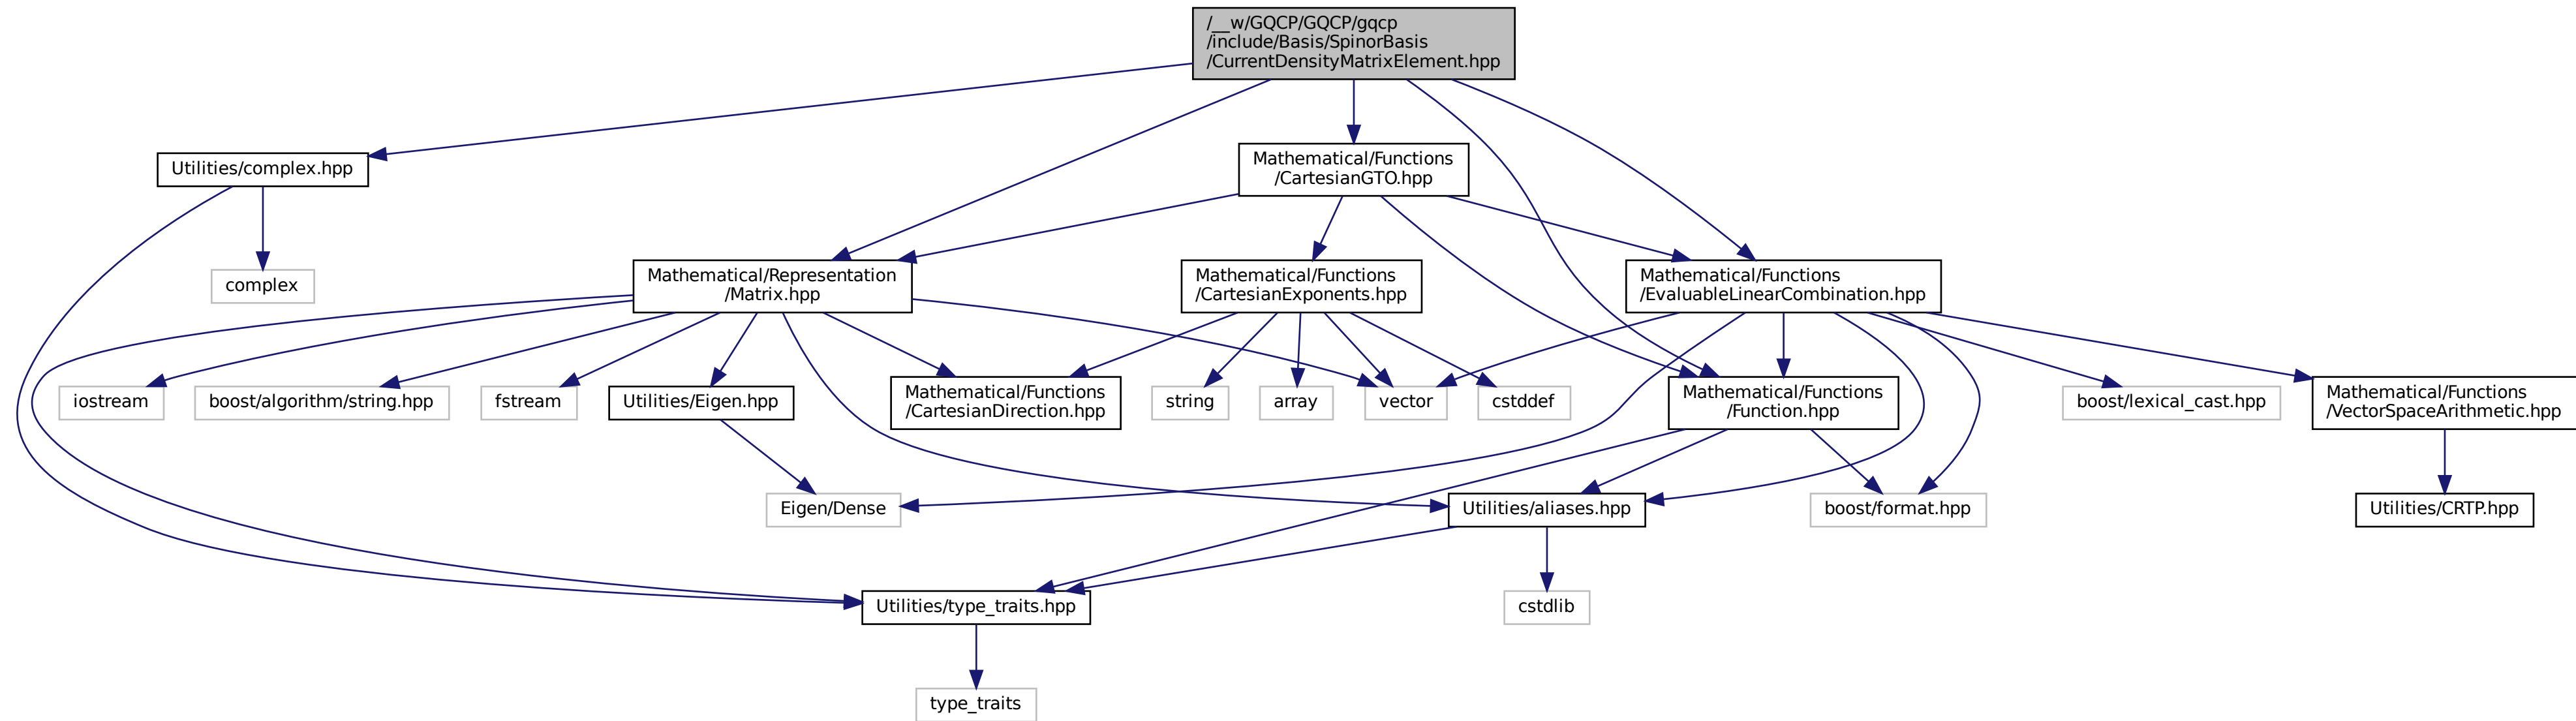 /__w/GQCP/GQCP/gqcp
/include/Basis/SpinorBasis
/CurrentDensityMatrixElement.hpp
Utilities/complex.hpp
Mathematical/Functions
/CartesianGTO.hpp
complex
Mathematical/Representation
/Matrix.hpp
Mathematical/Functions
/CartesianExponents.hpp
Mathematical/Functions
/EvaluableLinearCombination.hpp
iostream
boost/algorithm/string.hpp
fstream
Utilities/Eigen.hpp
Mathematical/Functions
/CartesianDirection.hpp
string
array
vector
cstddef
Mathematical/Functions
/Function.hpp
boost/lexical_cast.hpp
Mathematical/Functions
/VectorSpaceArithmetic.hpp
Eigen/Dense
Utilities/aliases.hpp
boost/format.hpp
Utilities/CRTP.hpp
Utilities/type_traits.hpp
cstdlib
type_traits